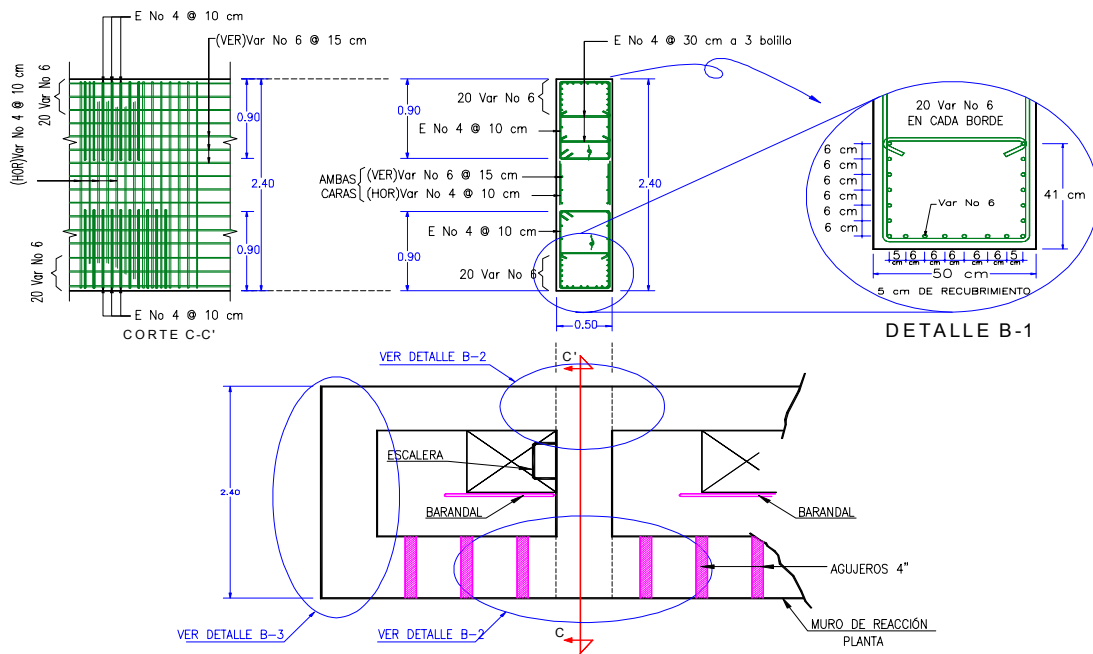 E No 4 @ 10 cm
(VER)Var No 6 @ 15 cm
20 Var No 6
(HOR)Var No 4 @ 10 cm
20 Var No 6
0.90
2.40
0.90
E No 4 @ 10 cm
CORTE C-C'
E No 4 @ 30 cm a 3 bolillo
20 Var No 6
0.90
E No 4 @ 10 cm
AMBAS
CARAS
(VER)Var No 6 @ 15 cm
(HOR)Var No 4 @ 10 cm
2.40
E No 4 @ 10 cm
0.90
20 Var No 6
0.50
20 VAR No 6
EN CADA BORDE
6 cm
6 cm
6 cm
6 cm
6 cm
6 cm
41 cm
Var No 6
5 cm
6 cm
6 cm
6 cm
6 cm
6 cm
5 cm
50 cm
5 cm DE RECUBRIMIENTO
DETALLE B-1
VER DETALLE B-2
C'
ESCALERA
2.40
BARANDAL
BARANDAL
AGUJEROS 4"
VER DETALLE B-3
VER DETALLE B-2
C
MURO DE REACCIÓN
PLANTA